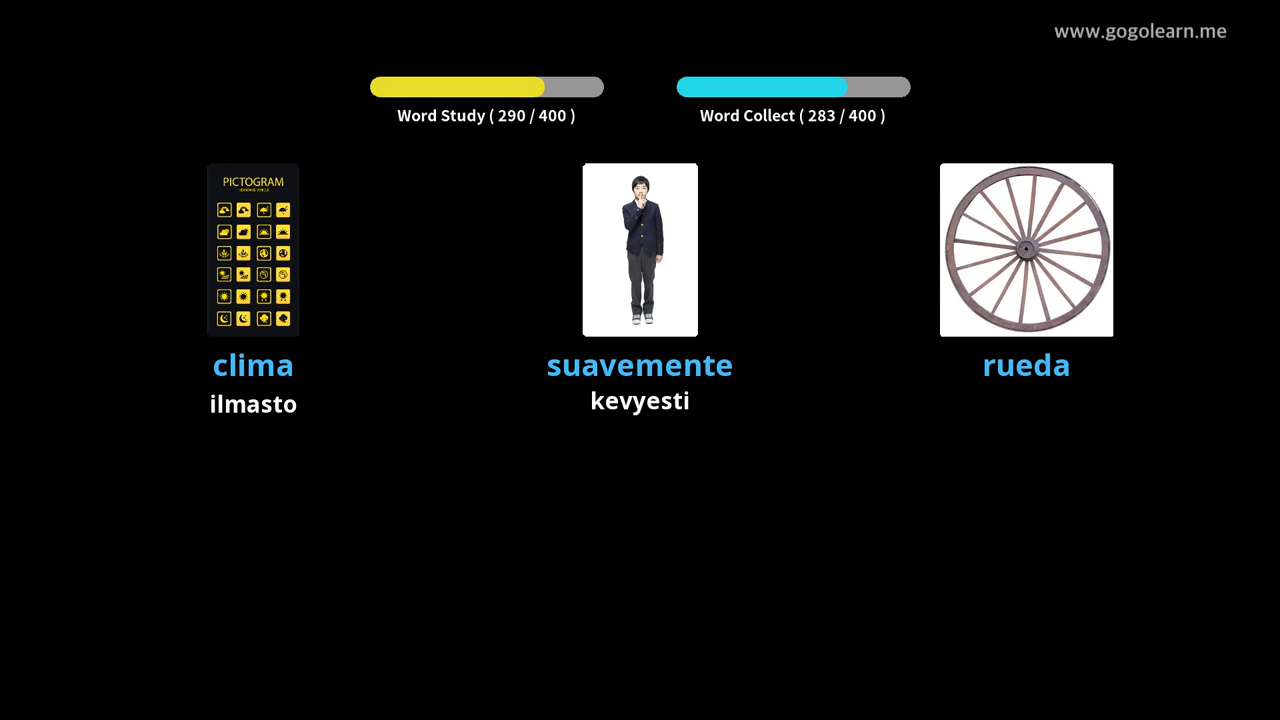 www.gogolearn.me
Word Study ( 290 / 400 )
Word Collect ( 283 / 400 )
PICTOGRAM
clima
suavemente
rueda
ilmasto
kevyesti